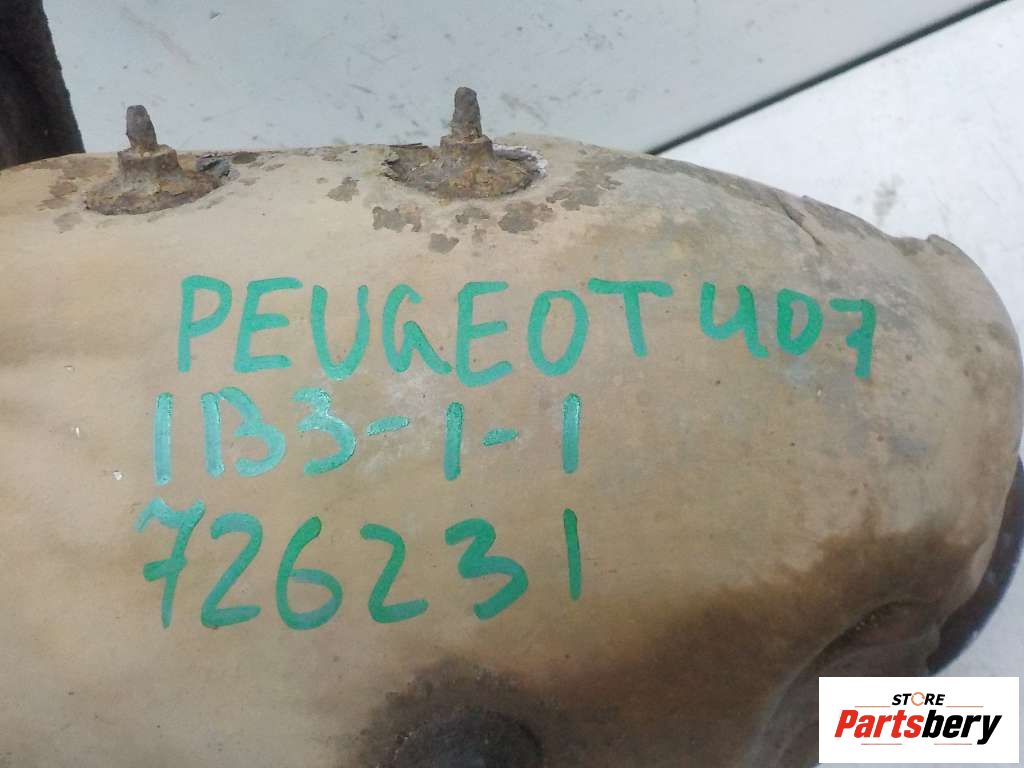 PEUGEOT 407
1B3-1-1
726231
STORE
Partsbery